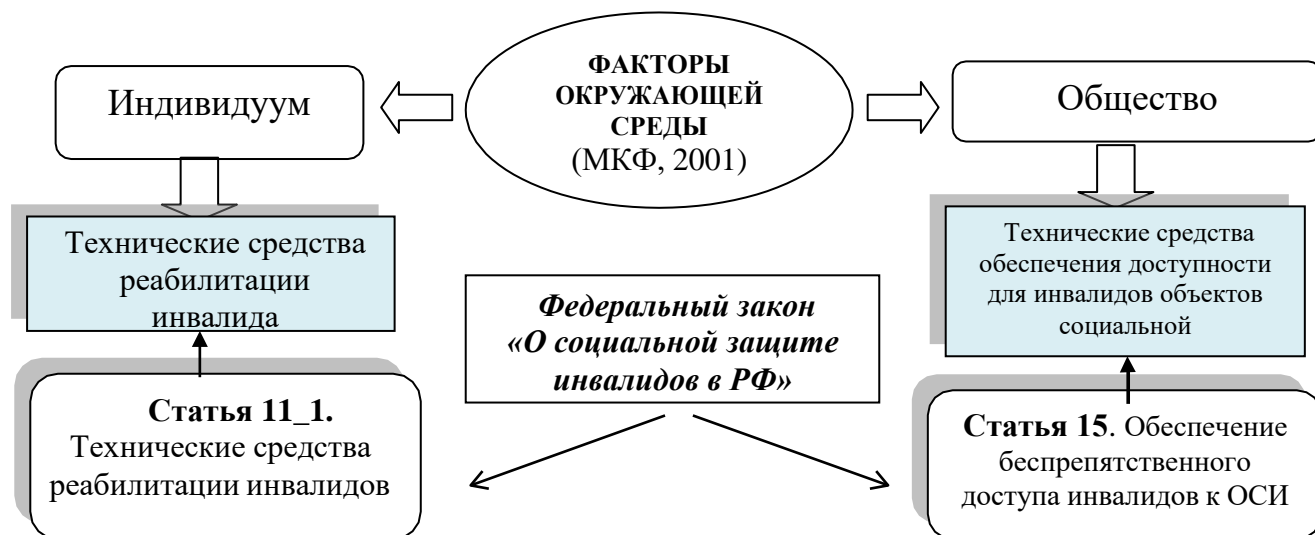 ФАКТОРЫ
ОКРУЖАЮЩЕЙ
СРЕДЫ
(МКФ, 2001)
Индивидуум
Общество
Технические средства
реабилитации
инвалида
Технические средства
обеспечения доступности
для инвалидов объектов
социальной
Федеральный закон
«О социальной защите
инвалидов в РФ»
Статья 11_1.
Технические средства
реабилитации инвалидов
Статья 15. Обеспечение
беспрепятственного
доступа инвалидов к ОСИ